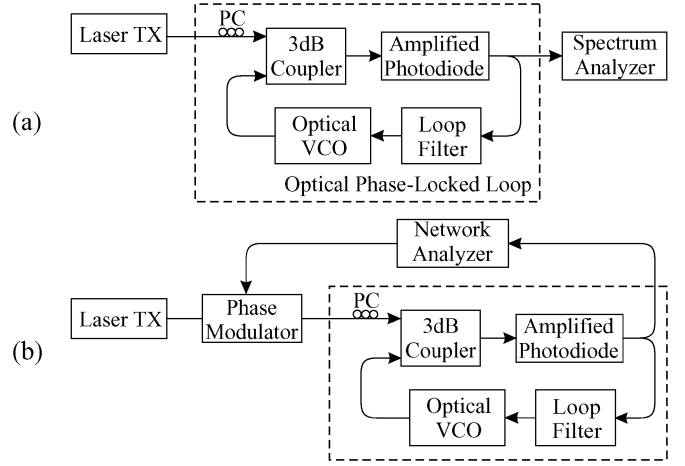 (a)
Laser TX
PC
3dB
Coupler
Amplified
Photodiode
Spectrum
Analyzer
Optical
VCO
Loop
Filter
Optical Phase-Locked Loop
(b)
Network
Analyzer
Laser TX
Phase
Modulator
PC
3dB
Coupler
Amplified
Photodiode
Optical
VCO
Loop
Filter